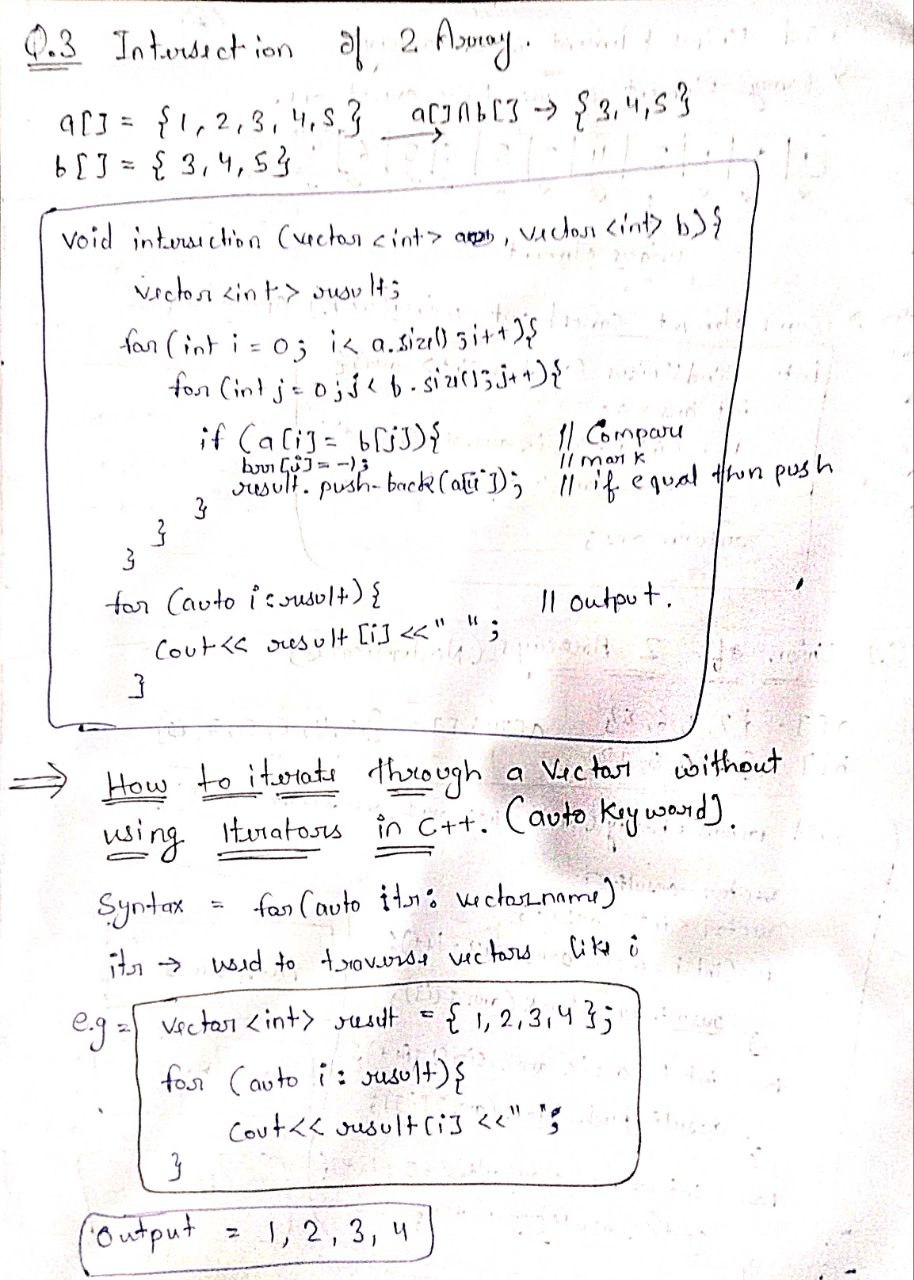 Q.3 Intersection of 2 Array.
a[] = {1, 2, 3, 4, 5} a[]∩b[] → {3, 4, 5}
b[] = {3, 4, 5}
void intersection (vector <int> , vector <int> b){
vector <int> result;
for (int i = 0; i < a.size(); i++){
for (int j = 0; j < b.size(); j++){
if (a[i] = b[j]){ // Compare
barr[j] = -1; // mark
result.push-back(a[i]); // if equal then push
}
}
}
for (auto i : result) { // output.
Cout << result [i] << " ";
}
⇒ How to iterate through a Vector without
using Iterators in C++. (auto keyword).
Syntax = for (auto itr : vector_name)
itr → used to traverse vectors like i
e.g = vector <int> result = {1, 2, 3, 4};
for (auto i : result) {
Cout << result [i] << " ";
}
Output = 1, 2, 3, 4